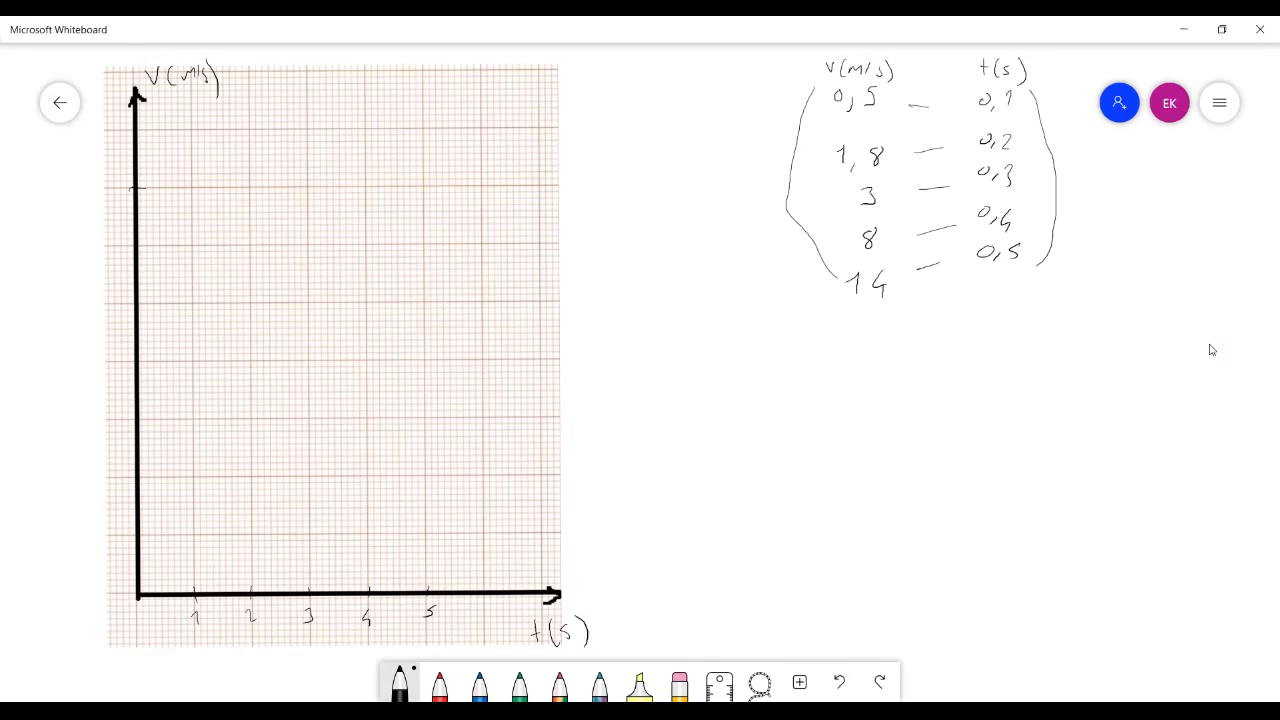 Microsoft Whiteboard
V(m/s)
v(m/s) t(s)
0,5 — 0,1
EK
1,8 — 0,2
3 — 0,3
8 — 0,4
14 — 0,5
1 2 3 4 5
t(s)